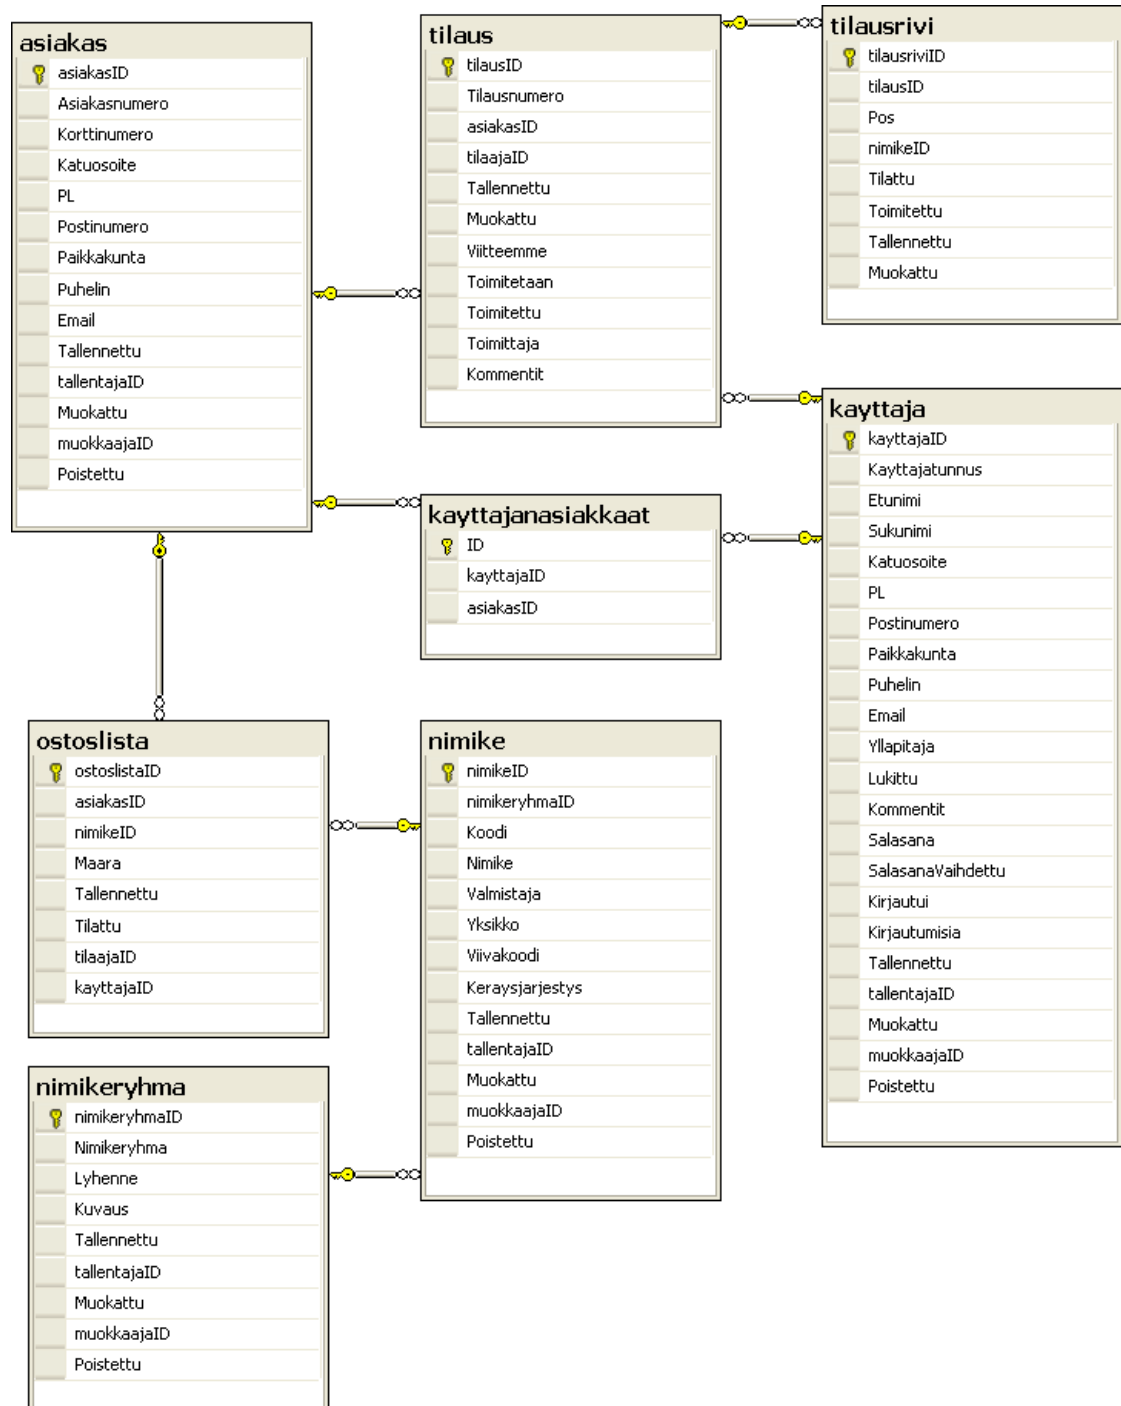 asiakas
asiakasID
Asiakasnumero
Korttinumero
Katuosoite
PL
Postinumero
Paikkakunta
Puhelin
Email
Tallennettu
tallentajaID
Muokattu
muokkaajaID
Poistettu
tilaus
tilausID
Tilausnumero
asiakasID
tilaajaID
Tallennettu
Muokattu
Viitteemme
Toimitetaan
Toimitettu
Toimittaja
Kommentit
tilausrivi
tilausriviID
tilausID
Pos
nimikeID
Tilattu
Toimitettu
Tallennettu
Muokattu
kayttajanasiakkaat
ID
kayttajaID
asiakasID
kayttaja
kayttajaID
Kayttajatunnus
Etunimi
Sukunimi
Katuosoite
PL
Postinumero
Paikkakunta
Puhelin
Email
Yllapitaja
Lukittu
Kommentit
Salasana
SalasanaVaihdettu
Kirjautui
Kirjautumisia
Tallennettu
tallentajaID
Muokattu
muokkaajaID
Poistettu
ostoslista
ostoslistaID
asiakasID
nimikeID
Maara
Tallennettu
Tilattu
tilaajaID
kayttajaID
nimike
nimikeID
nimikeryhmaID
Koodi
Nimike
Valmistaja
Yksikko
Viivakoodi
Keraysjarjestys
Tallennettu
tallentajaID
Muokattu
muokkaajaID
Poistettu
nimikeryhma
nimikeryhmaID
Nimikeryhma
Lyhenne
Kuvaus
Tallennettu
tallentajaID
Muokattu
muokkaajaID
Poistettu